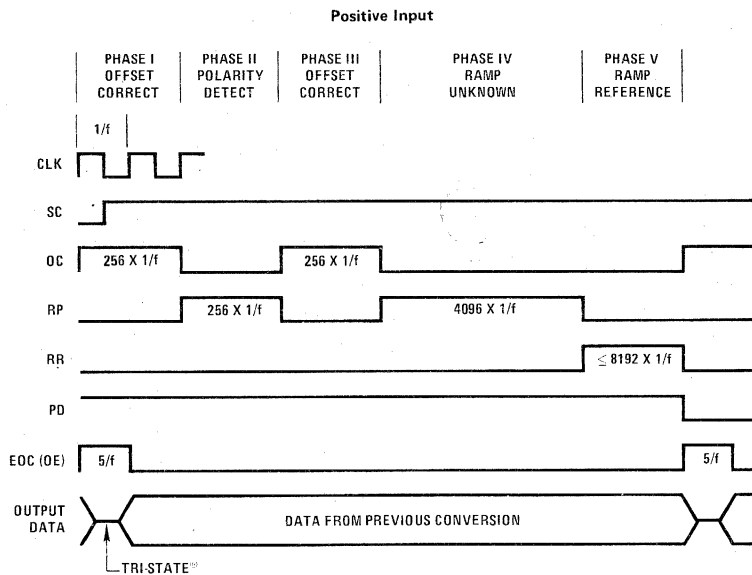 Positive Input
PHASE I
OFFSET
CORRECT
PHASE II
POLARITY
DETECT
PHASE III
OFFSET
CORRECT
PHASE IV
RAMP
UNKNOWN
PHASE V
RAMP
REFERENCE
1/f
CLK
SC
OC
256 X 1/f
256 X 1/f
RP
256 X 1/f
4096 X 1/f
RR
≤ 8192 X 1/f
PD
EOC (OE)
5/f
5/f
OUTPUT
DATA
DATA FROM PREVIOUS CONVERSION
TRI-STATE®